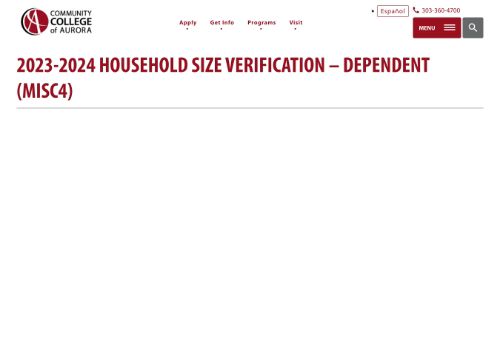 COMMUNITY
COLLEGE
of AURORA
Apply
Get Info
Programs
Visit
Español
303-360-4700
MENU
2023-2024 HOUSEHOLD SIZE VERIFICATION – DEPENDENT
(MISC4)